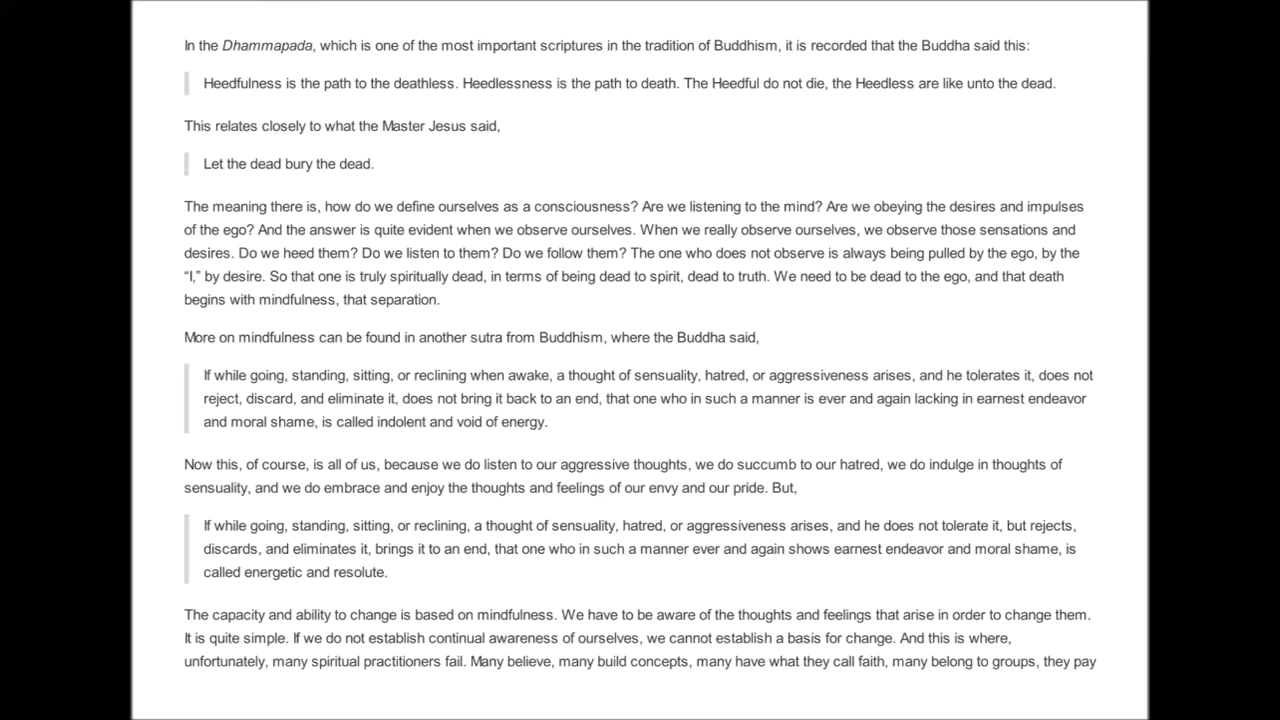 In the Dhammapada, which is one of the most important scriptures in the tradition of Buddhism, it is recorded that the Buddha said this:
Heedfulness is the path to the deathless. Heedlessness is the path to death. The Heedful do not die, the Heedless are like unto the dead.
This relates closely to what the Master Jesus said,
Let the dead bury the dead.
The meaning there is, how do we define ourselves as a consciousness? Are we listening to the mind? Are we obeying the desires and impulses
of the ego? And the answer is quite evident when we observe ourselves. When we really observe ourselves, we observe those sensations and
desires. Do we heed them? Do we listen to them? Do we follow them? The one who does not observe is always being pulled by the ego, by the
“I,” by desire. So that one is truly spiritually dead, in terms of being dead to spirit, dead to truth. We need to be dead to the ego, and that death
begins with mindfulness, that separation.
More on mindfulness can be found in another sutra from Buddhism, where the Buddha said,
If while going, standing, sitting, or reclining when awake, a thought of sensuality, hatred, or aggressiveness arises, and he tolerates it, does not
reject, discard, and eliminate it, does not bring it back to an end, that one who in such a manner is ever and again lacking in earnest endeavor
and moral shame, is called indolent and void of energy.
Now this, of course, is all of us, because we do listen to our aggressive thoughts, we do succumb to our hatred, we do indulge in thoughts of
sensuality, and we do embrace and enjoy the thoughts and feelings of our envy and our pride. But,
If while going, standing, sitting, or reclining, a thought of sensuality, hatred, or aggressiveness arises, and he does not tolerate it, but rejects,
discards, and eliminates it, brings it to an end, that one who in such a manner ever and again shows earnest endeavor and moral shame, is
called energetic and resolute.
The capacity and ability to change is based on mindfulness. We have to be aware of the thoughts and feelings that arise in order to change them.
It is quite simple. If we do not establish continual awareness of ourselves, we cannot establish a basis for change. And this is where,
unfortunately, many spiritual practitioners fail. Many believe, many build concepts, many have what they call faith, many belong to groups, they pay